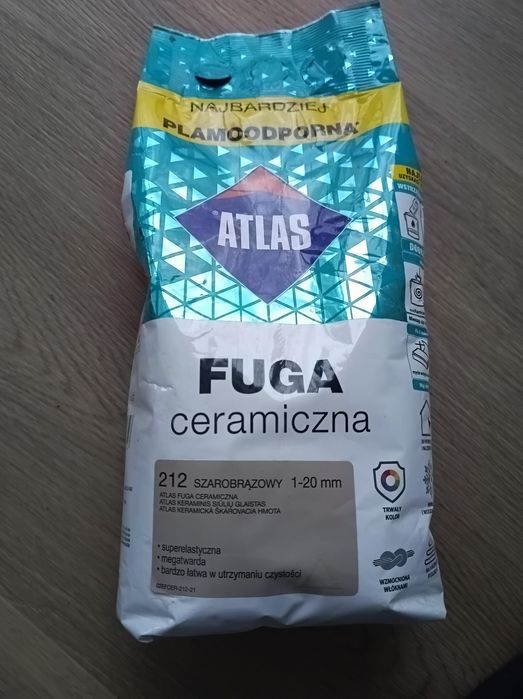 NAJBARDZIEJ
PLAMOODPORNA
ATLAS
FUGA
ceramiczna
212 SZAROBRĄZOWY 1-20 mm
ATLAS FUGA CERAMICZNA
ATLAS KERAMINIS SIŪLIŲ GLAISTAS
ATLAS KERAMICKÁ ŠKÁROVACIA HMOTA
• superelastyczna
• megatwarda
• bardzo łatwa w utrzymaniu czystości
TRWAŁY
KOLOR
WZMOCNIONA
WŁÓKNAMI